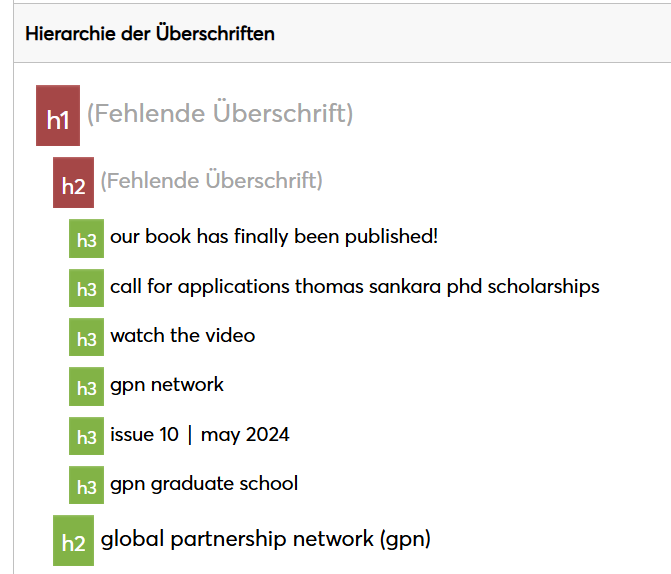 Hierarchie der Überschriften
h1 (Fehlende Überschrift)
h2 (Fehlende Überschrift)
h3 our book has finally been published!
h3 call for applications thomas sankara phd scholarships
h3 watch the video
h3 gpn network
h3 issue 10 | may 2024
h3 gpn graduate school
h2 global partnership network (gpn)